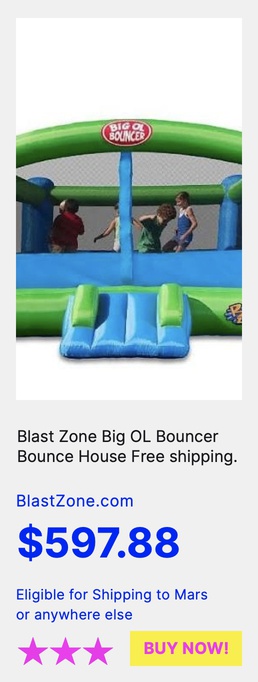 BIG OL
BOUNCER
Blast Zone Big OL Bouncer
Bounce House Free shipping.
BlastZone.com
$597.88
Eligible for Shipping to Mars
or anywhere else
BUY NOW!